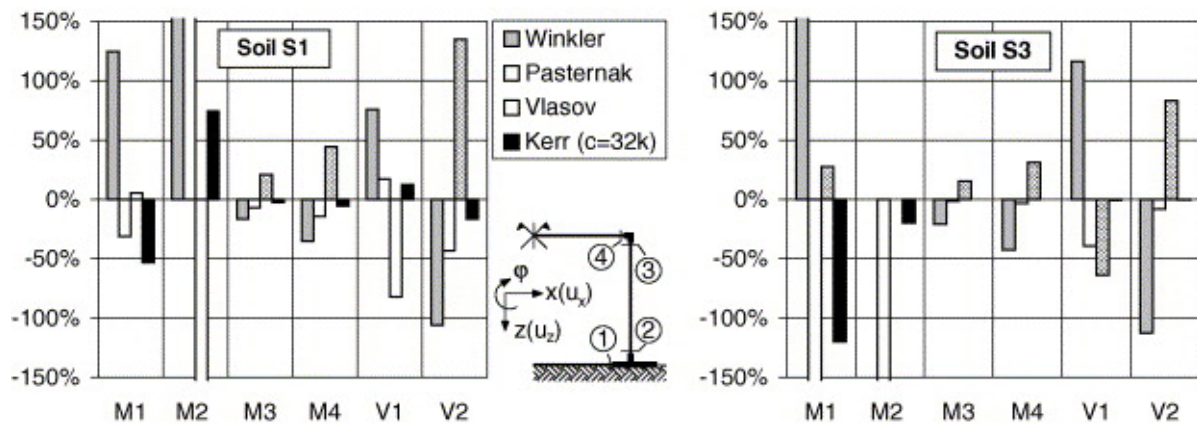 150%
100%
50%
0%
-50%
-100%
-150%
Soil S1
M1 M2 M3 M4 V1 V2
Winkler
Pasternak
Vlasov
Kerr (c=32k)
4
3
φ
x(uₓ)
z(u_z)
2
1
150%
100%
50%
0%
-50%
-100%
-150%
Soil S3
M1 M2 M3 M4 V1 V2